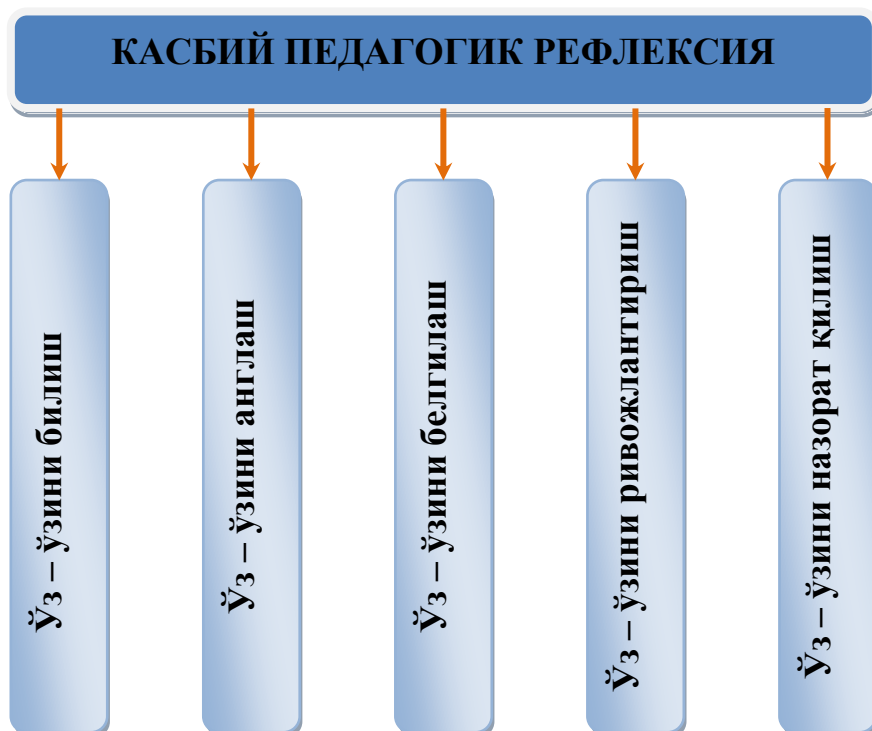 КАСБИЙ ПЕДАГОГИК РЕФЛЕКСИЯ
Ўз – ўзини билиш
Ўз – ўзини англаш
Ўз – ўзини белгилаш
Ўз – ўзини ривожлантириш
Ўз – ўзини назорат қилиш